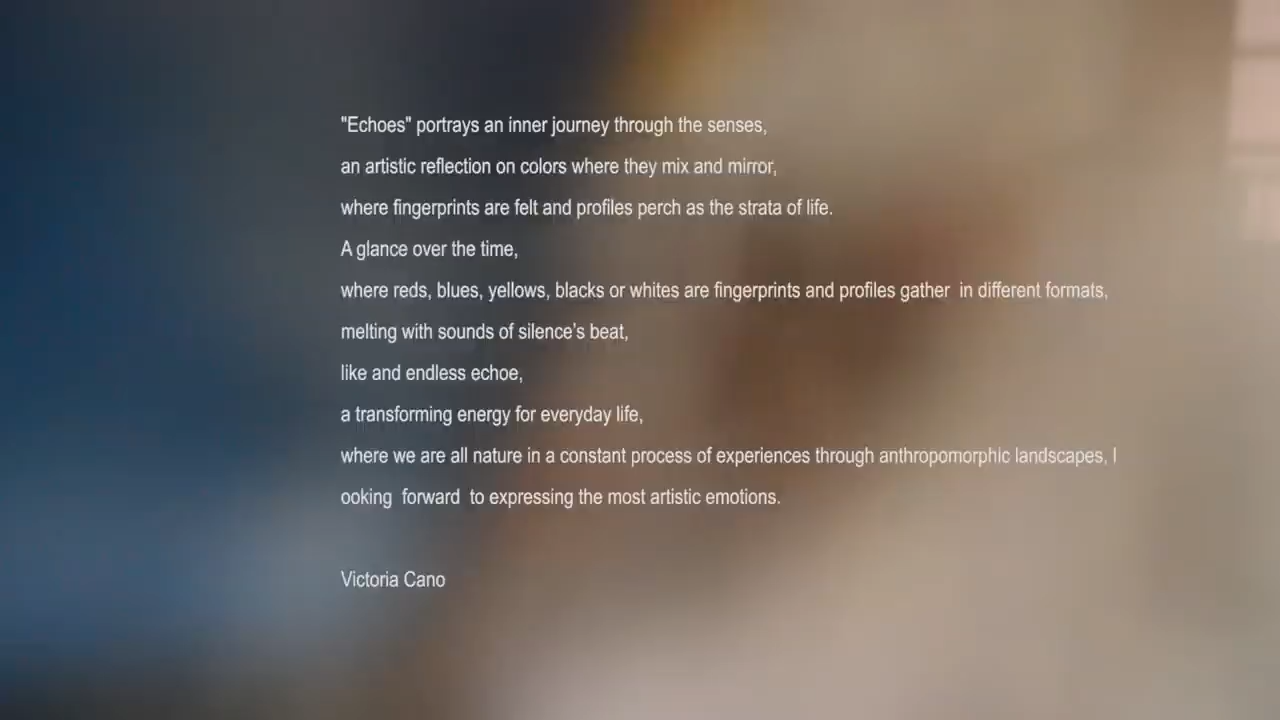 "Echoes" portrays an inner journey through the senses,
an artistic reflection on colors where they mix and mirror,
where fingerprints are felt and profiles perch as the strata of life.
A glance over the time,
where reds, blues, yellows, blacks or whites are fingerprints and profiles gather  in different formats,
melting with sounds of silence’s beat,
like and endless echoe,
a transforming energy for everyday life,
where we are all nature in a constant process of experiences through anthropomorphic landscapes, l
ooking  forward  to expressing the most artistic emotions.
Victoria Cano